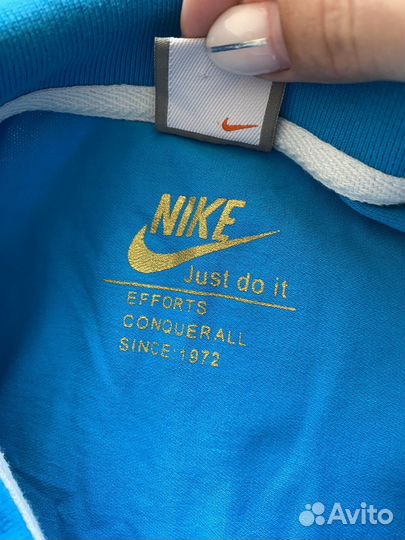 NIKE
Just do it
EFFORTS
CONQUERALL
SINCE:1972
Avito